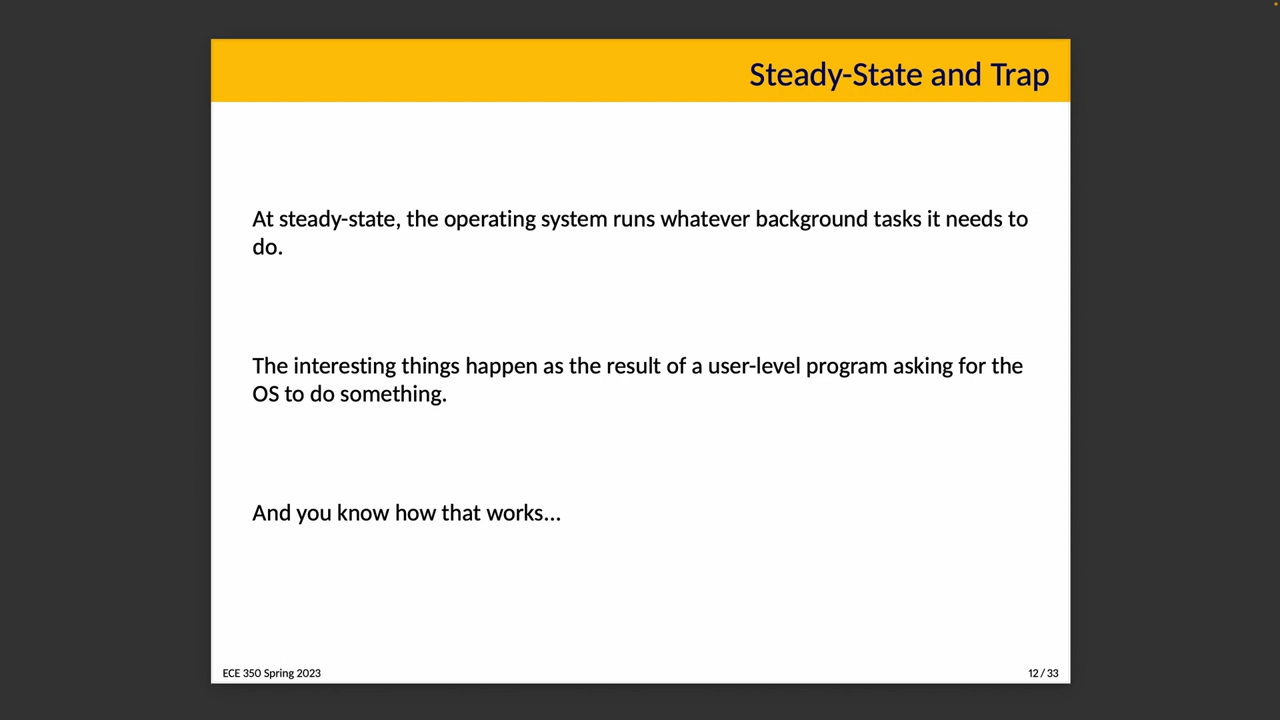 Steady-State and Trap
At steady-state, the operating system runs whatever background tasks it needs to
do.
The interesting things happen as the result of a user-level program asking for the
OS to do something.
And you know how that works...
ECE 350 Spring 2023
12 / 33